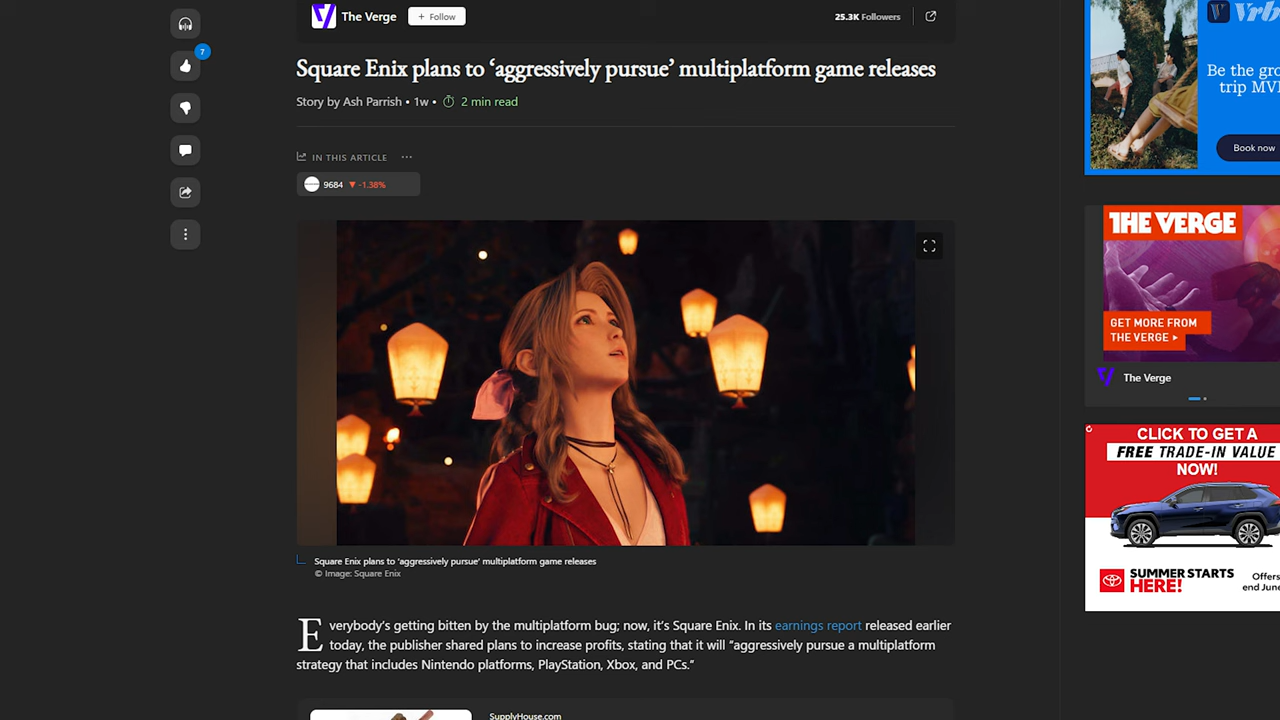 The Verge
+ Follow
25.3K Followers
7
Square Enix plans to ‘aggressively pursue’ multiplatform game releases
Story by Ash Parrish • 1w • 2 min read
IN THIS ARTICLE ...
9684 ▼ -1.38%
Square Enix plans to 'aggressively pursue' multiplatform game releases
© Image: Square Enix
Everybody's getting bitten by the multiplatform bug; now, it's Square Enix. In its earnings report released earlier
today, the publisher shared plans to increase profits, stating that it will “aggressively pursue a multiplatform
strategy that includes Nintendo platforms, PlayStation, Xbox, and PCs.”
SupplyHouse.com
Be the
trip
Book now
THE VERGE
GET MORE FROM
THE VERGE ▸
The Verge
CLICK TO GET A
FREE TRADE-IN VALUE
NOW!
SUMMER STARTS
HERE!
Offers
end June